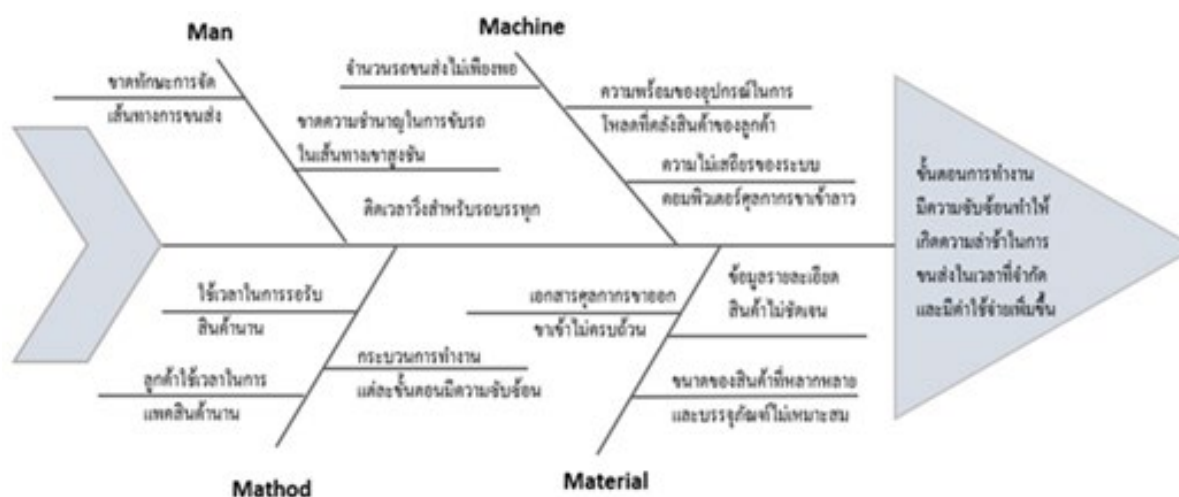 Man
ขาดทักษะการจัด
เส้นทางการขนส่ง
ขาดความชำนาญในการขับรถ
ในเส้นทางเขาสูงชัน
Machine
จำนวนรถขนส่งไม่เพียงพอ
ติดเวลาวิ่งสำหรับรถบรรทุก
ความพร้อมของอุปกรณ์ในการ
โหลดที่คลังสินค้าของลูกค้า
ความไม่เสถียรของระบบ
คอมพิวเตอร์ศุลกากรขาเข้าลาว
ขั้นตอนการทำงาน
มีความซับซ้อนทำให้
เกิดความล่าช้าในการ
ขนส่งในเวลาที่จำกัด
และมีค่าใช้จ่ายเพิ่มขึ้น
ใช้เวลาในการรอรับ
สินค้านาน
ลูกค้าใช้เวลาในการ
แพคสินค้านาน
กระบวนการทำงาน
แต่ละขั้นตอนมีความซับซ้อน
Mathod
เอกสารศุลกากรขาออก
ขาเข้าไม่ครบถ้วน
ข้อมูลรายละเอียด
สินค้าไม่ชัดเจน
ขนาดของสินค้าที่หลากหลาย
และบรรจุภัณฑ์ไม่เหมาะสม
Material